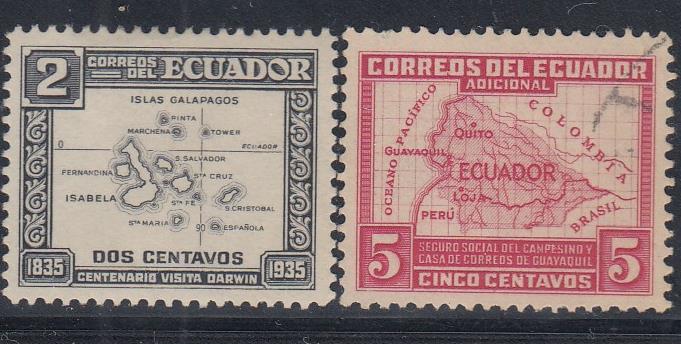 2 CORREOS DEL ECUADOR
ISLAS GALAPAGOS
PINTA
MARCHENA
TOWER
0
ECUADOR
FERNANDINA
S. SALVADOR
STA CRUZ
ISABELA
STA FE
S. CRISTOBAL
STA MARIA
90
ESPAÑOLA
DOS CENTAVOS
1835 CENTENARIO VISITA DARWIN 1935
CORREOS DEL ECUADOR
ADICIONAL
OCEANO PACÍFICO
COLOMBIA
QUITO
GUAYAQUIL
ECUADOR
LOJA
PERÚ
BRASIL
5 SEGURO SOCIAL DEL CAMPESINO Y 5
CASA DE CORREOS DE GUAYAQUIL
CINCO CENTAVOS